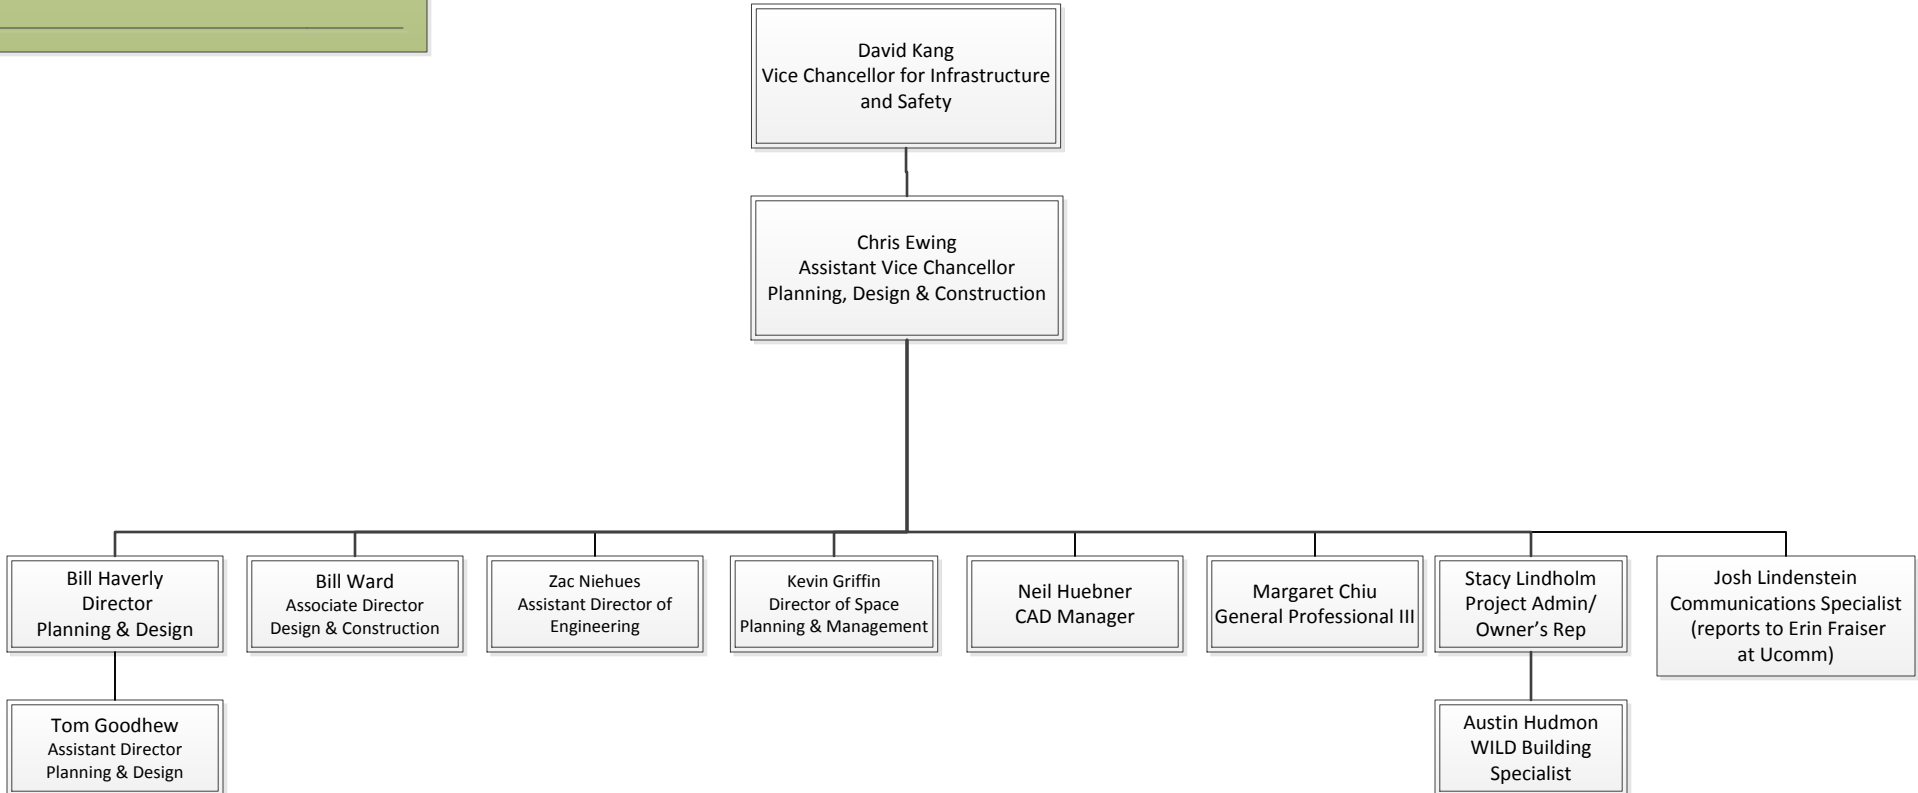 David Kang
Vice Chancellor for Infrastructure
and Safety
Chris Ewing
Assistant Vice Chancellor
Planning, Design & Construction
Bill Haverly
Director
Planning & Design
Bill Ward
Associate Director
Design & Construction
Zac Niehues
Assistant Director of
Engineering
Kevin Griffin
Director of Space
Planning & Management
Neil Huebner
CAD Manager
Margaret Chiu
General Professional III
Stacy Lindholm
Project Admin/
Owner’s Rep
Josh Lindenstein
Communications Specialist
(reports to Erin Fraiser
at Ucomm)
Tom Goodhew
Assistant Director
Planning & Design
Austin Hudmon
WILD Building
Specialist